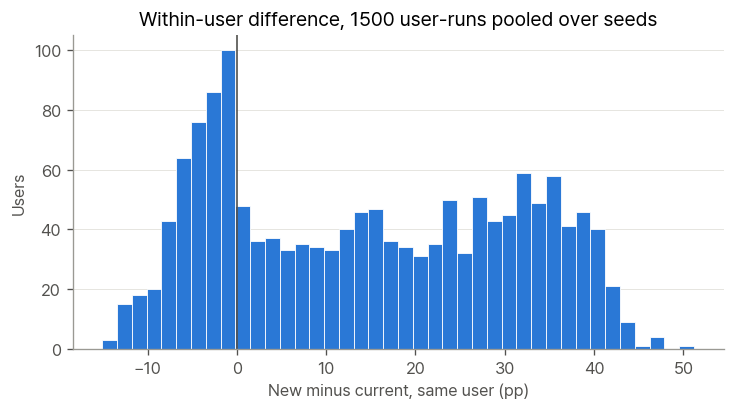 Within-user difference, 1500 user-runs pooled over seeds
Users
100
80
60
40
20
0
−10 0 10 20 30 40 50
New minus current, same user (pp)